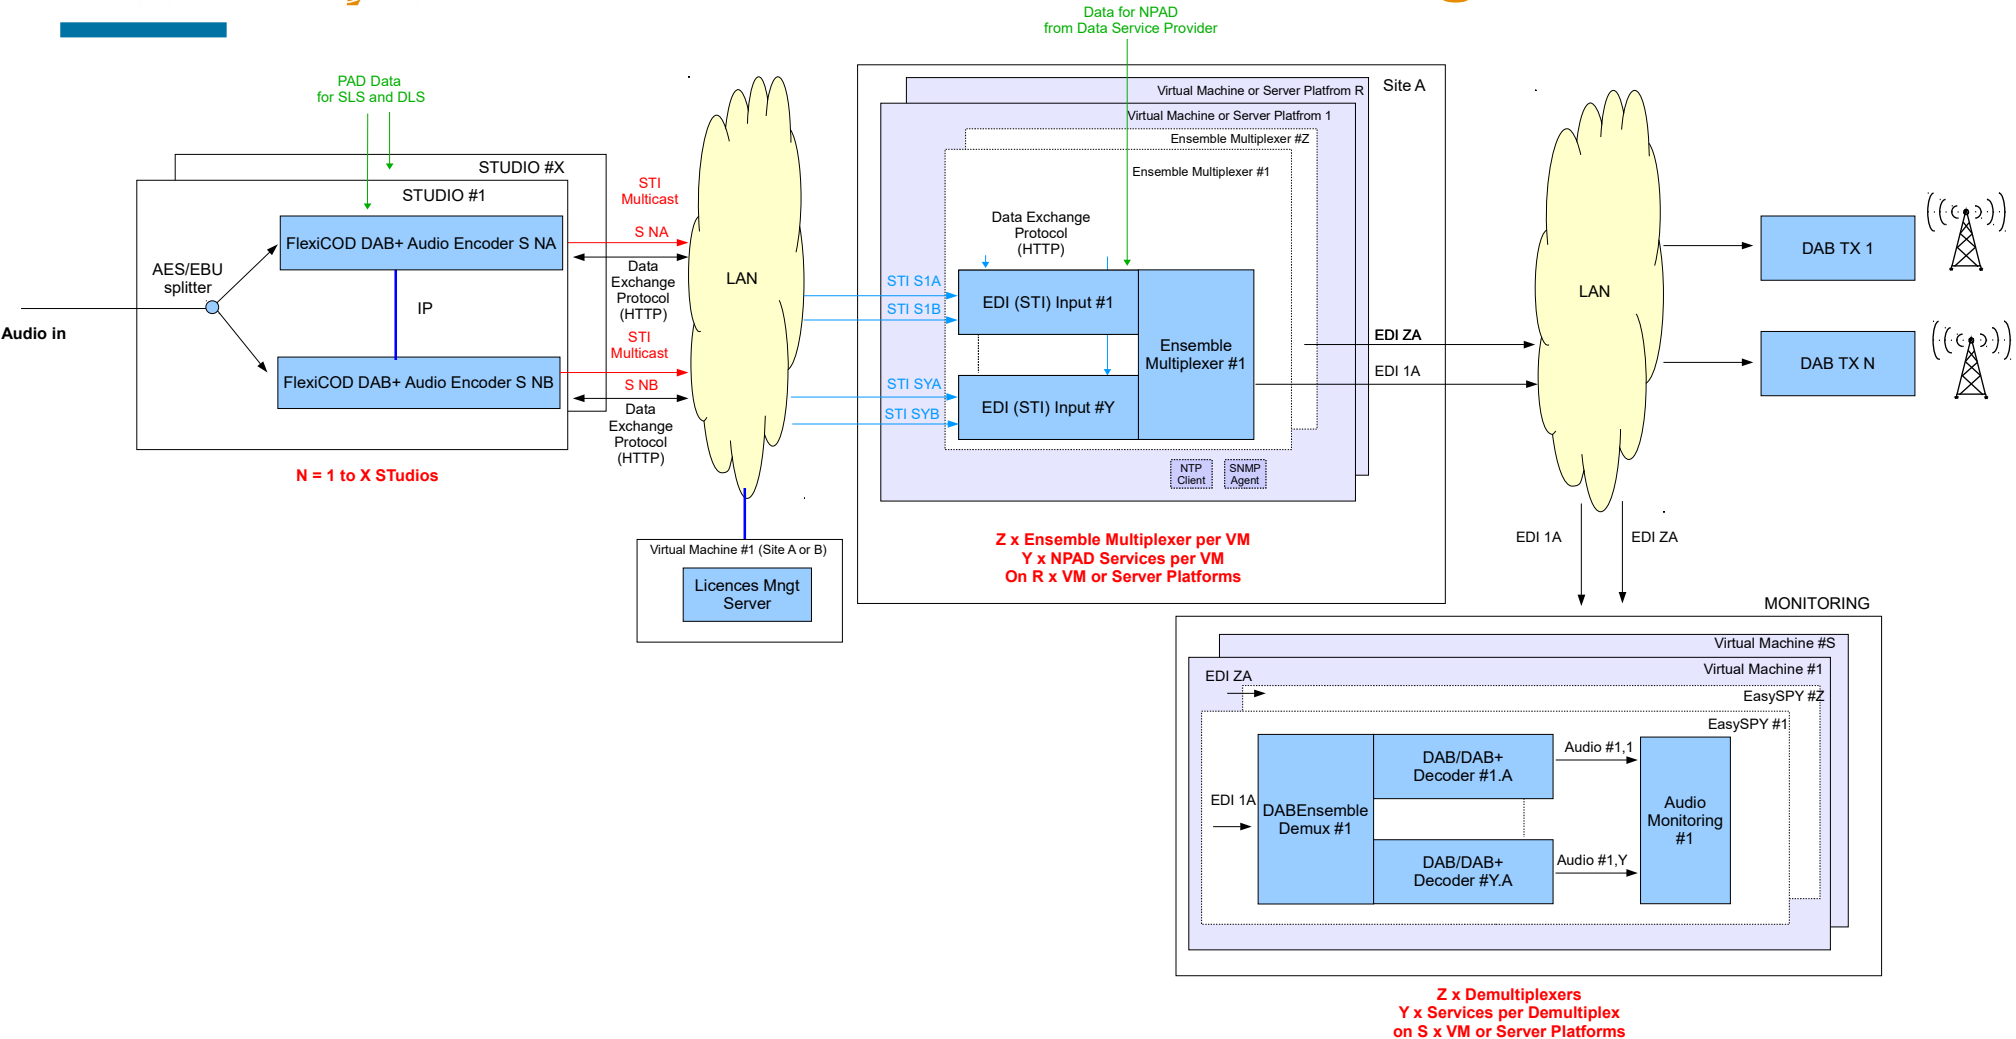 Data for NPAD
from Data Service Provider
PAD Data
for SLS and DLS
STUDIO #X
STUDIO #1
FlexiCOD DAB+ Audio Encoder S NA
AES/EBU
splitter
IP
Audio in
FlexiCOD DAB+ Audio Encoder S NB
N = 1 to X STudios
STI
Multicast
S NA
Data
Exchange
Protocol
(HTTP)
STI
Multicast
S NB
Data
Exchange
Protocol
(HTTP)
LAN
Virtual Machine #1 (Site A or B)
Licences Mngt
Server
Site A
Virtual Machine or Server Platfrom R
Virtual Machine or Server Platfrom 1
Ensemble Multiplexer #Z
Ensemble Multiplexer #1
Data Exchange
Protocol
(HTTP)
STI S1A
STI S1B
STI SYA
STI SYB
EDI (STI) Input #1
EDI (STI) Input #Y
Ensemble
Multiplexer #1
NTP
Client
SNMP
Agent
Z x Ensemble Multiplexer per VM
Y x NPAD Services per VM
On R x VM or Server Platforms
EDI ZA
EDI 1A
LAN
DAB TX 1
DAB TX N
EDI 1A
EDI ZA
MONITORING
Virtual Machine #S
Virtual Machine #1
EDI ZA
EasySPY #Z
EasySPY #1
EDI 1A
DABEnsemble
Demux #1
DAB/DAB+
Decoder #1.A
DAB/DAB+
Decoder #Y.A
Audio #1,1
Audio #1,Y
Audio
Monitoring
#1
Z x Demultiplexers
Y x Services per Demultiplex
on S x VM or Server Platforms